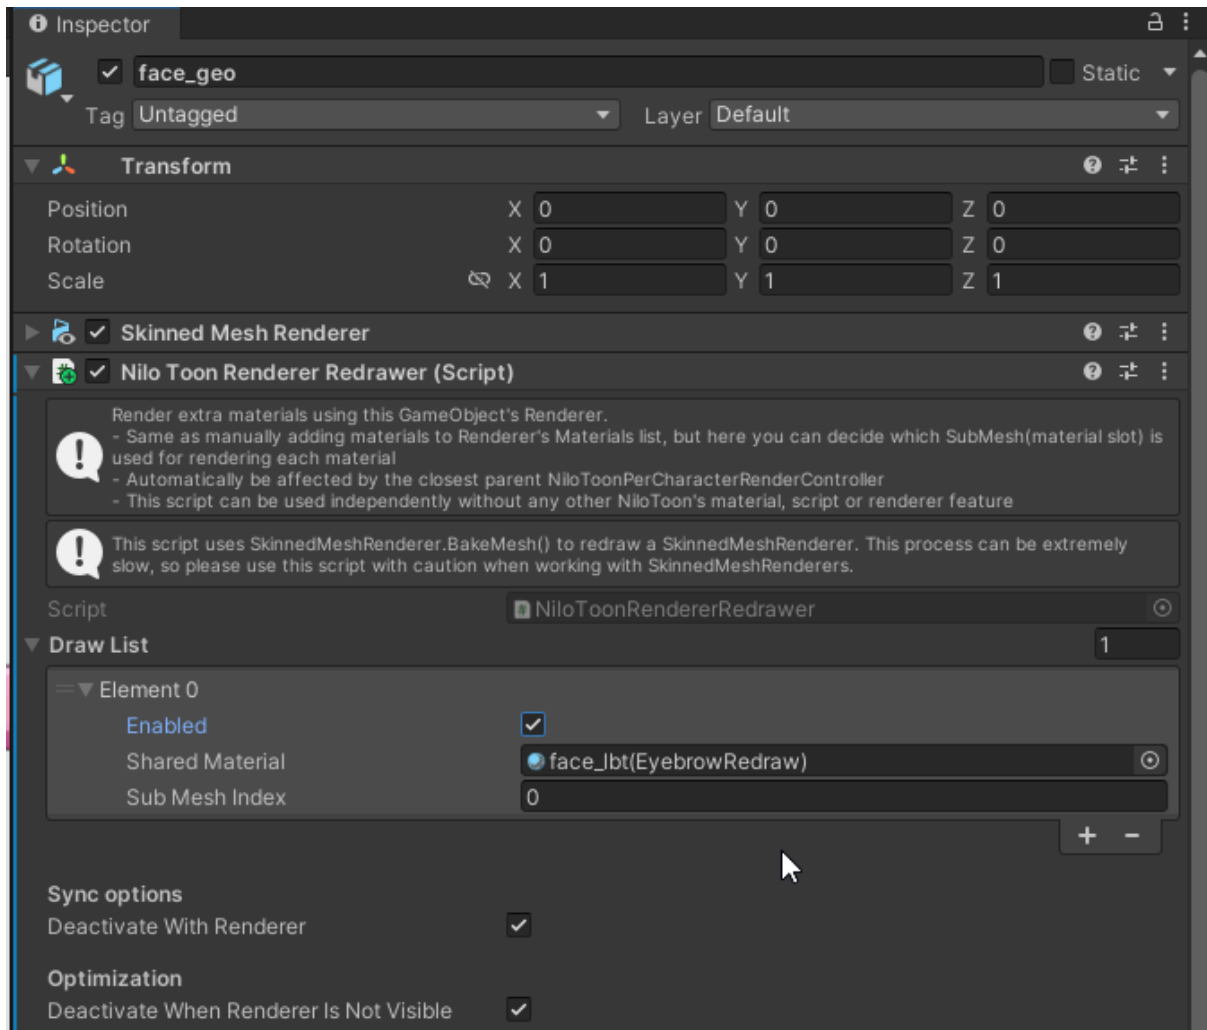 Inspector
face_geo
Static
Tag Untagged
Layer Default
Transform
Position X 0 Y 0 Z 0
Rotation X 0 Y 0 Z 0
Scale X 1 Y 1 Z 1
Skinned Mesh Renderer
Nilo Toon Renderer Redrawer (Script)
Render extra materials using this GameObject's Renderer.
- Same as manually adding materials to Renderer's Materials list, but here you can decide which SubMesh(material slot) is
used for rendering each material
- Automatically be affected by the closest parent NiloToonPerCharacterRenderController
- This script can be used independently without any other NiloToon's material, script or renderer feature
This script uses SkinnedMeshRenderer.BakeMesh() to redraw a SkinnedMeshRenderer. This process can be extremely
slow, so please use this script with caution when working with SkinnedMeshRenderers.
Script NiloToonRendererRedrawer
Draw List 1
Element 0
Enabled
Shared Material face_lbt(EyebrowRedraw)
Sub Mesh Index 0
+ −
Sync options
Deactivate With Renderer
Optimization
Deactivate When Renderer Is Not Visible